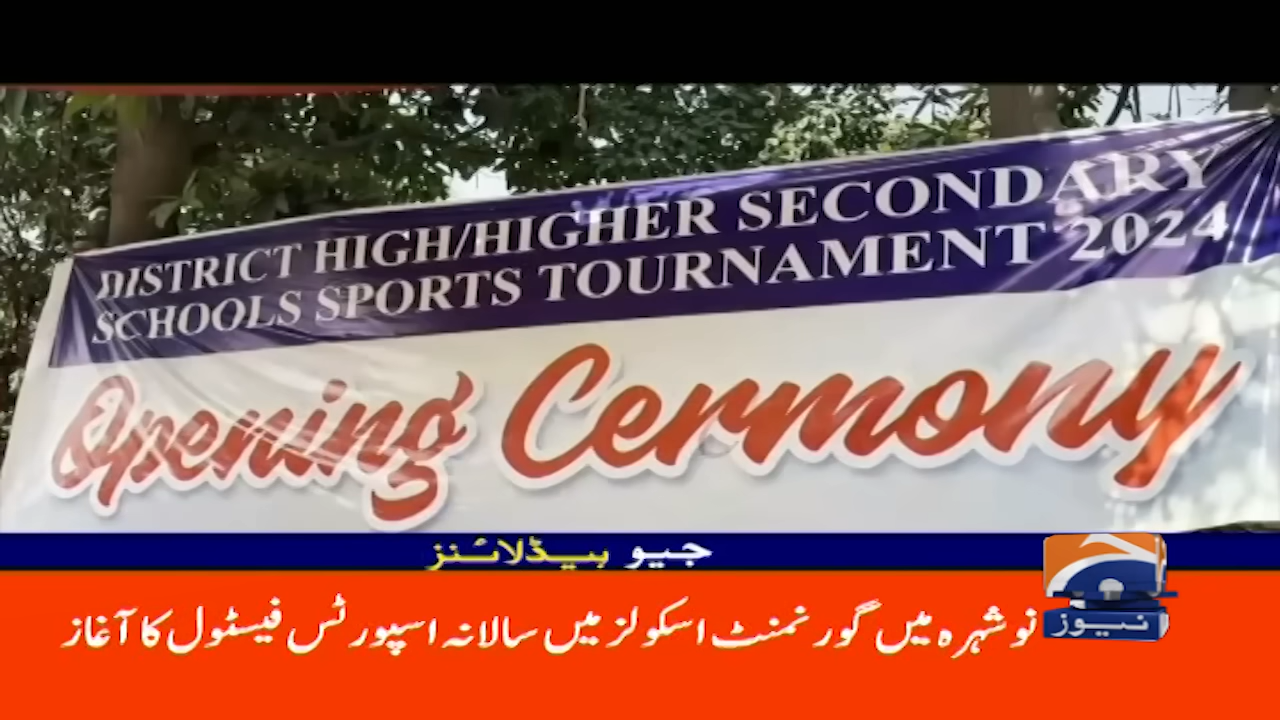 DISTRICT HIGH/HIGHER SECONDARY
SCHOOLS SPORTS TOURNAMENT 2024
Opening Cermony
جیو ہیڈلائنز
نوشہرہ میں گورنمنٹ اسکولز میں سالانہ اسپورٹس فیسٹول کا آغاز
نیوز